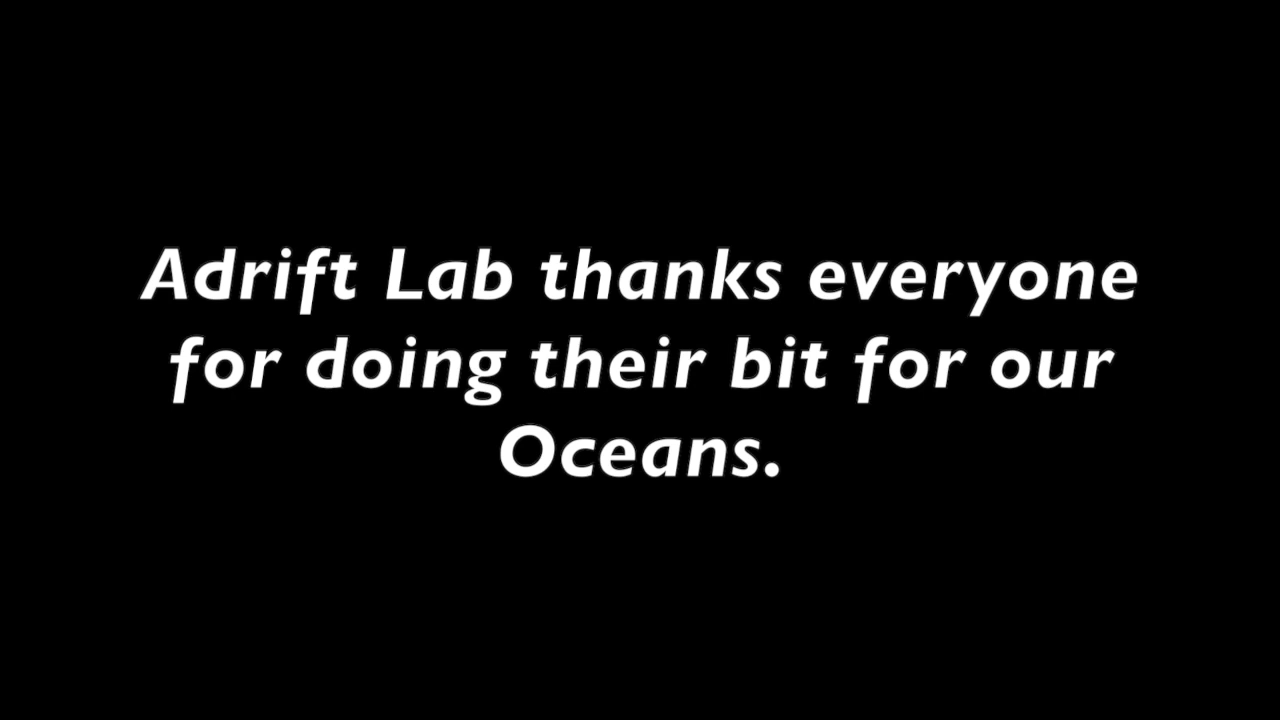 Adrift Lab thanks everyone
for doing their bit for our
Oceans.